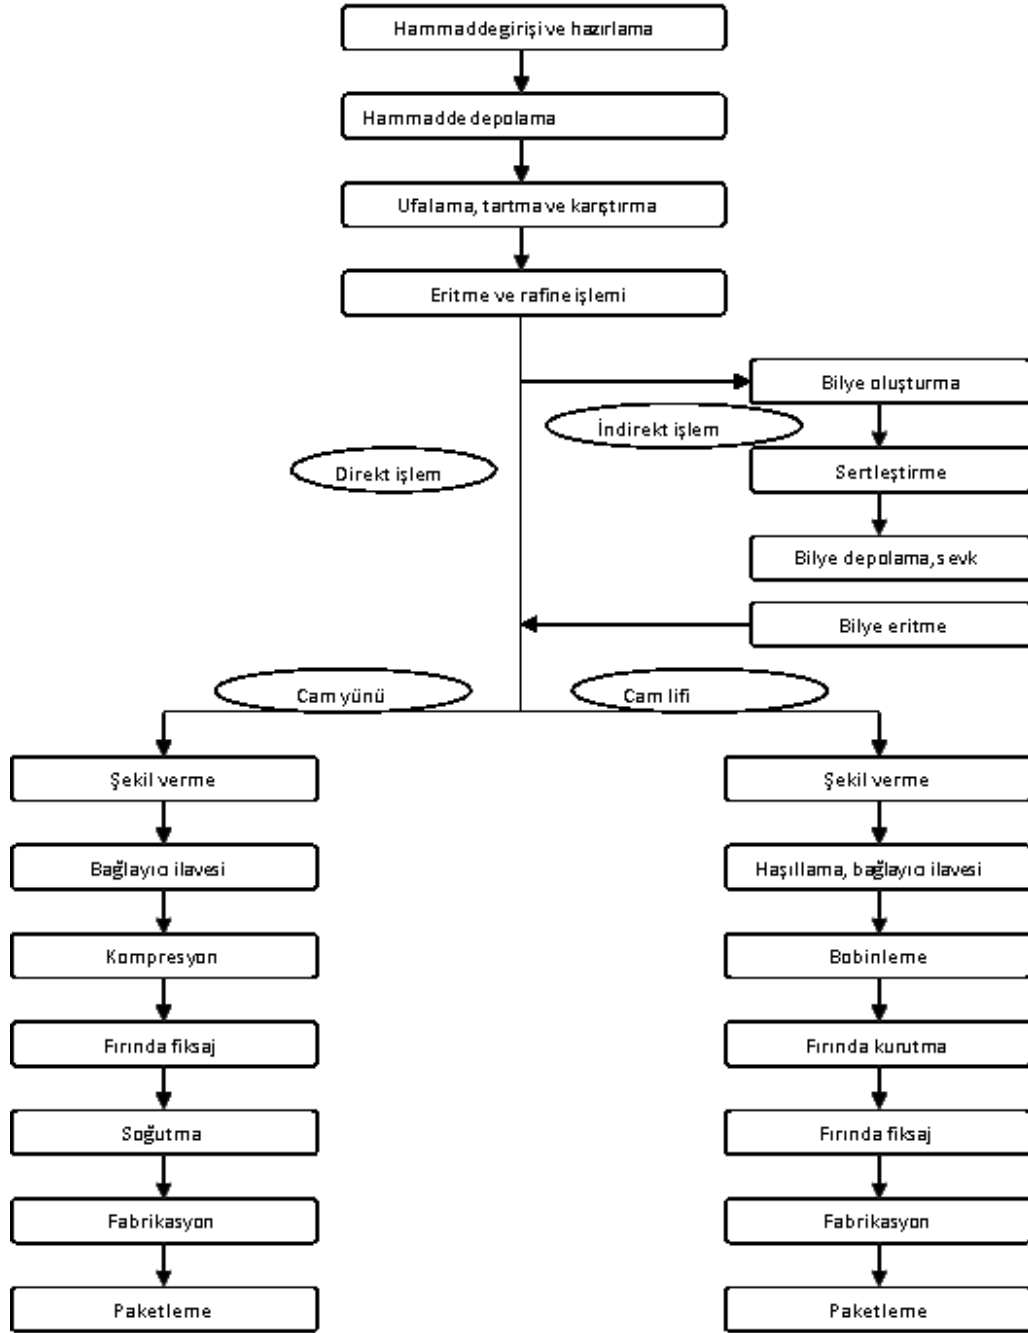 Hammadde girişi ve hazırlama
Hammadde depolama
Ufalama, tartma ve karıştırma
Eritme ve rafine işlemi
Bilye oluşturma
İndirekt işlem
Direkt işlem
Sertleştirme
Bilye depolama, sevk
Bilye eritme
Cam yünü
Cam lifi
Şekil verme
Bağlayıcı ilavesi
Kompresyon
Fırında fiksaj
Soğutma
Fabrikasyon
Paketleme
Şekil verme
Haşıllama, bağlayıcı ilavesi
Bobinleme
Fırında kurutma
Fırında fiksaj
Fabrikasyon
Paketleme